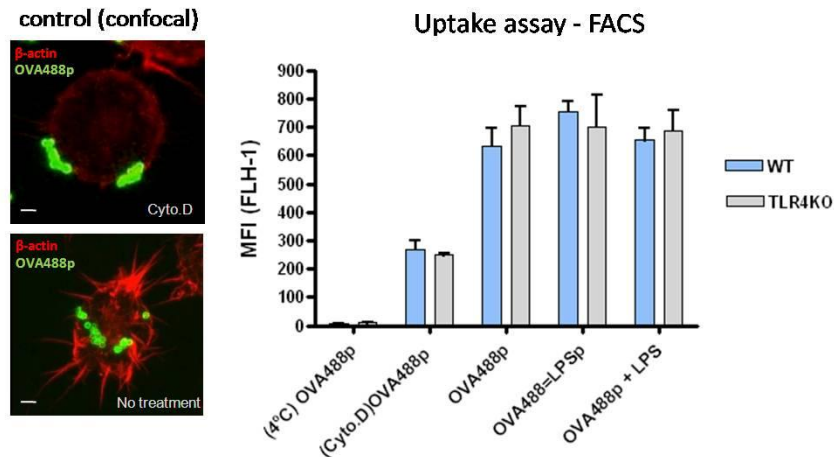 control (confocal)
β-actin
OVA488p
Cyto.D
β-actin
OVA488p
No treatment
Uptake assay - FACS
MFI (FLH-1)
900
800
700
600
500
400
300
200
100
0
(4°C) OVA488p
(Cyto.D)OVA488p
OVA488p
OVA488=LPSp
OVA488p + LPS
WT
TLR4KO